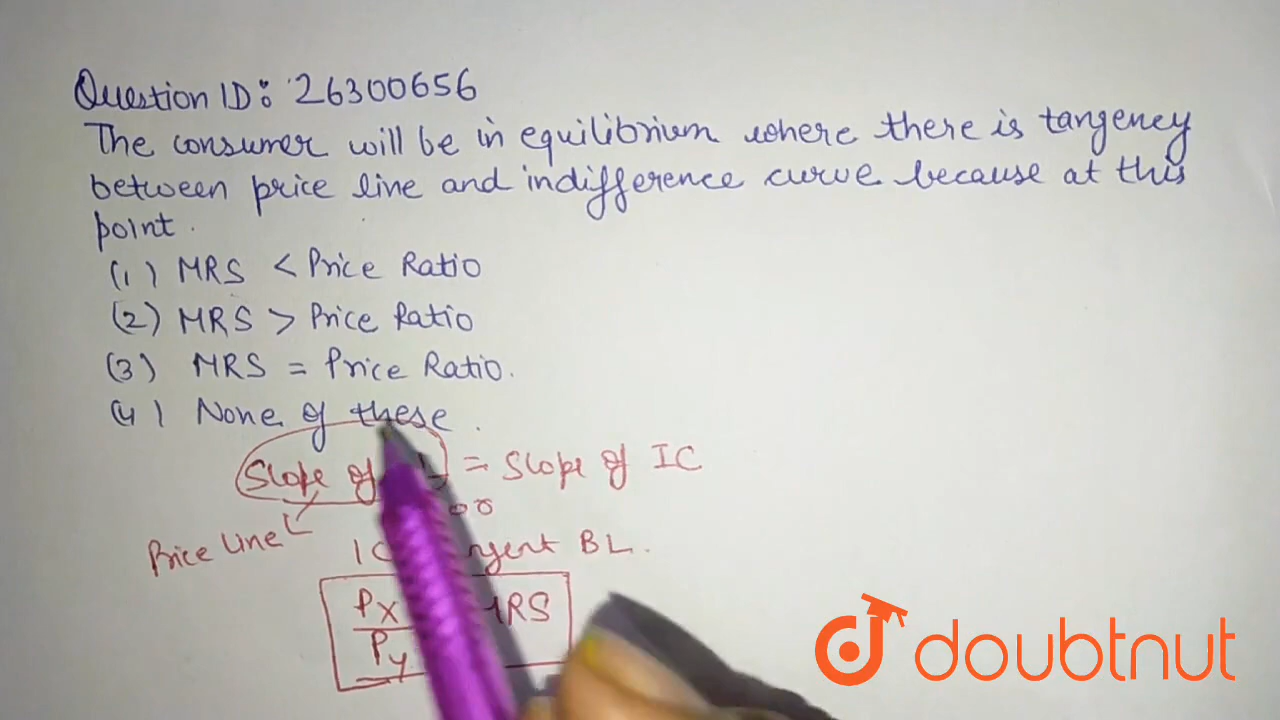 Question ID: 26300656
The consumer will be in equilibrium where there is tangency
between price line and indifference curve because at this
point.
(1) MRS < Price Ratio
(2) MRS > Price Ratio
(3) MRS = Price Ratio.
(4) None of these.
Slope of = Slope of IC
or
Price Line
BL.
Px MRS
Py
doubtnut